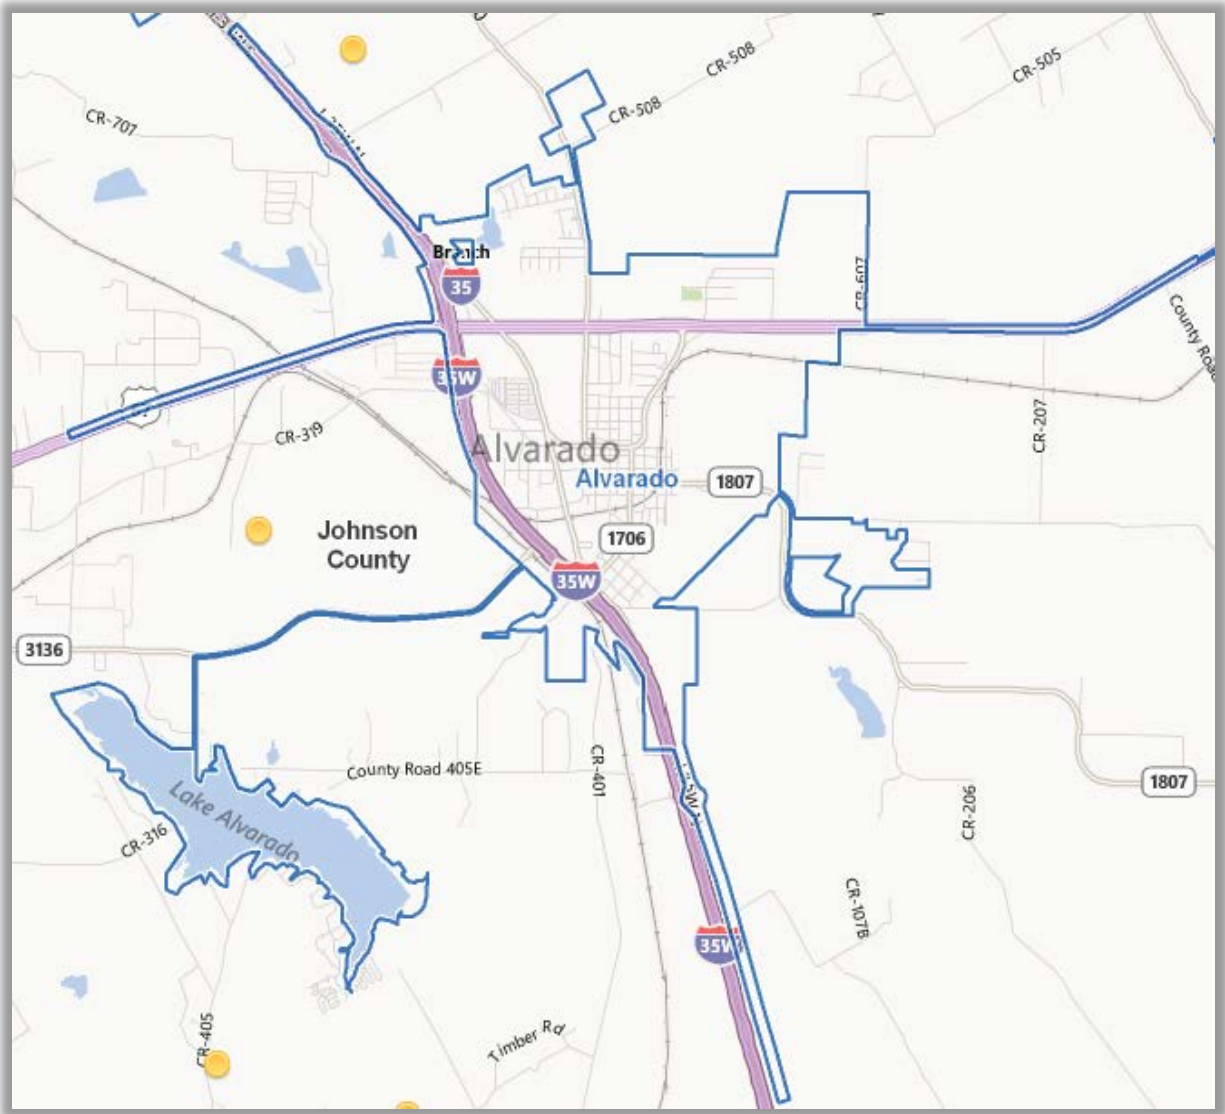 CR-508
CR-505
CR-508
CR-707
Branch
35
CR-607
County Road
35W
CR-319
CR-207
Alvarado
Alvarado
1807
Johnson
County
1706
35W
3136
County Road 405E
CR-401
1807
Lake Alvarado
CR-316
CR-206
CR-107B
35W
CR-405
Timber Rd